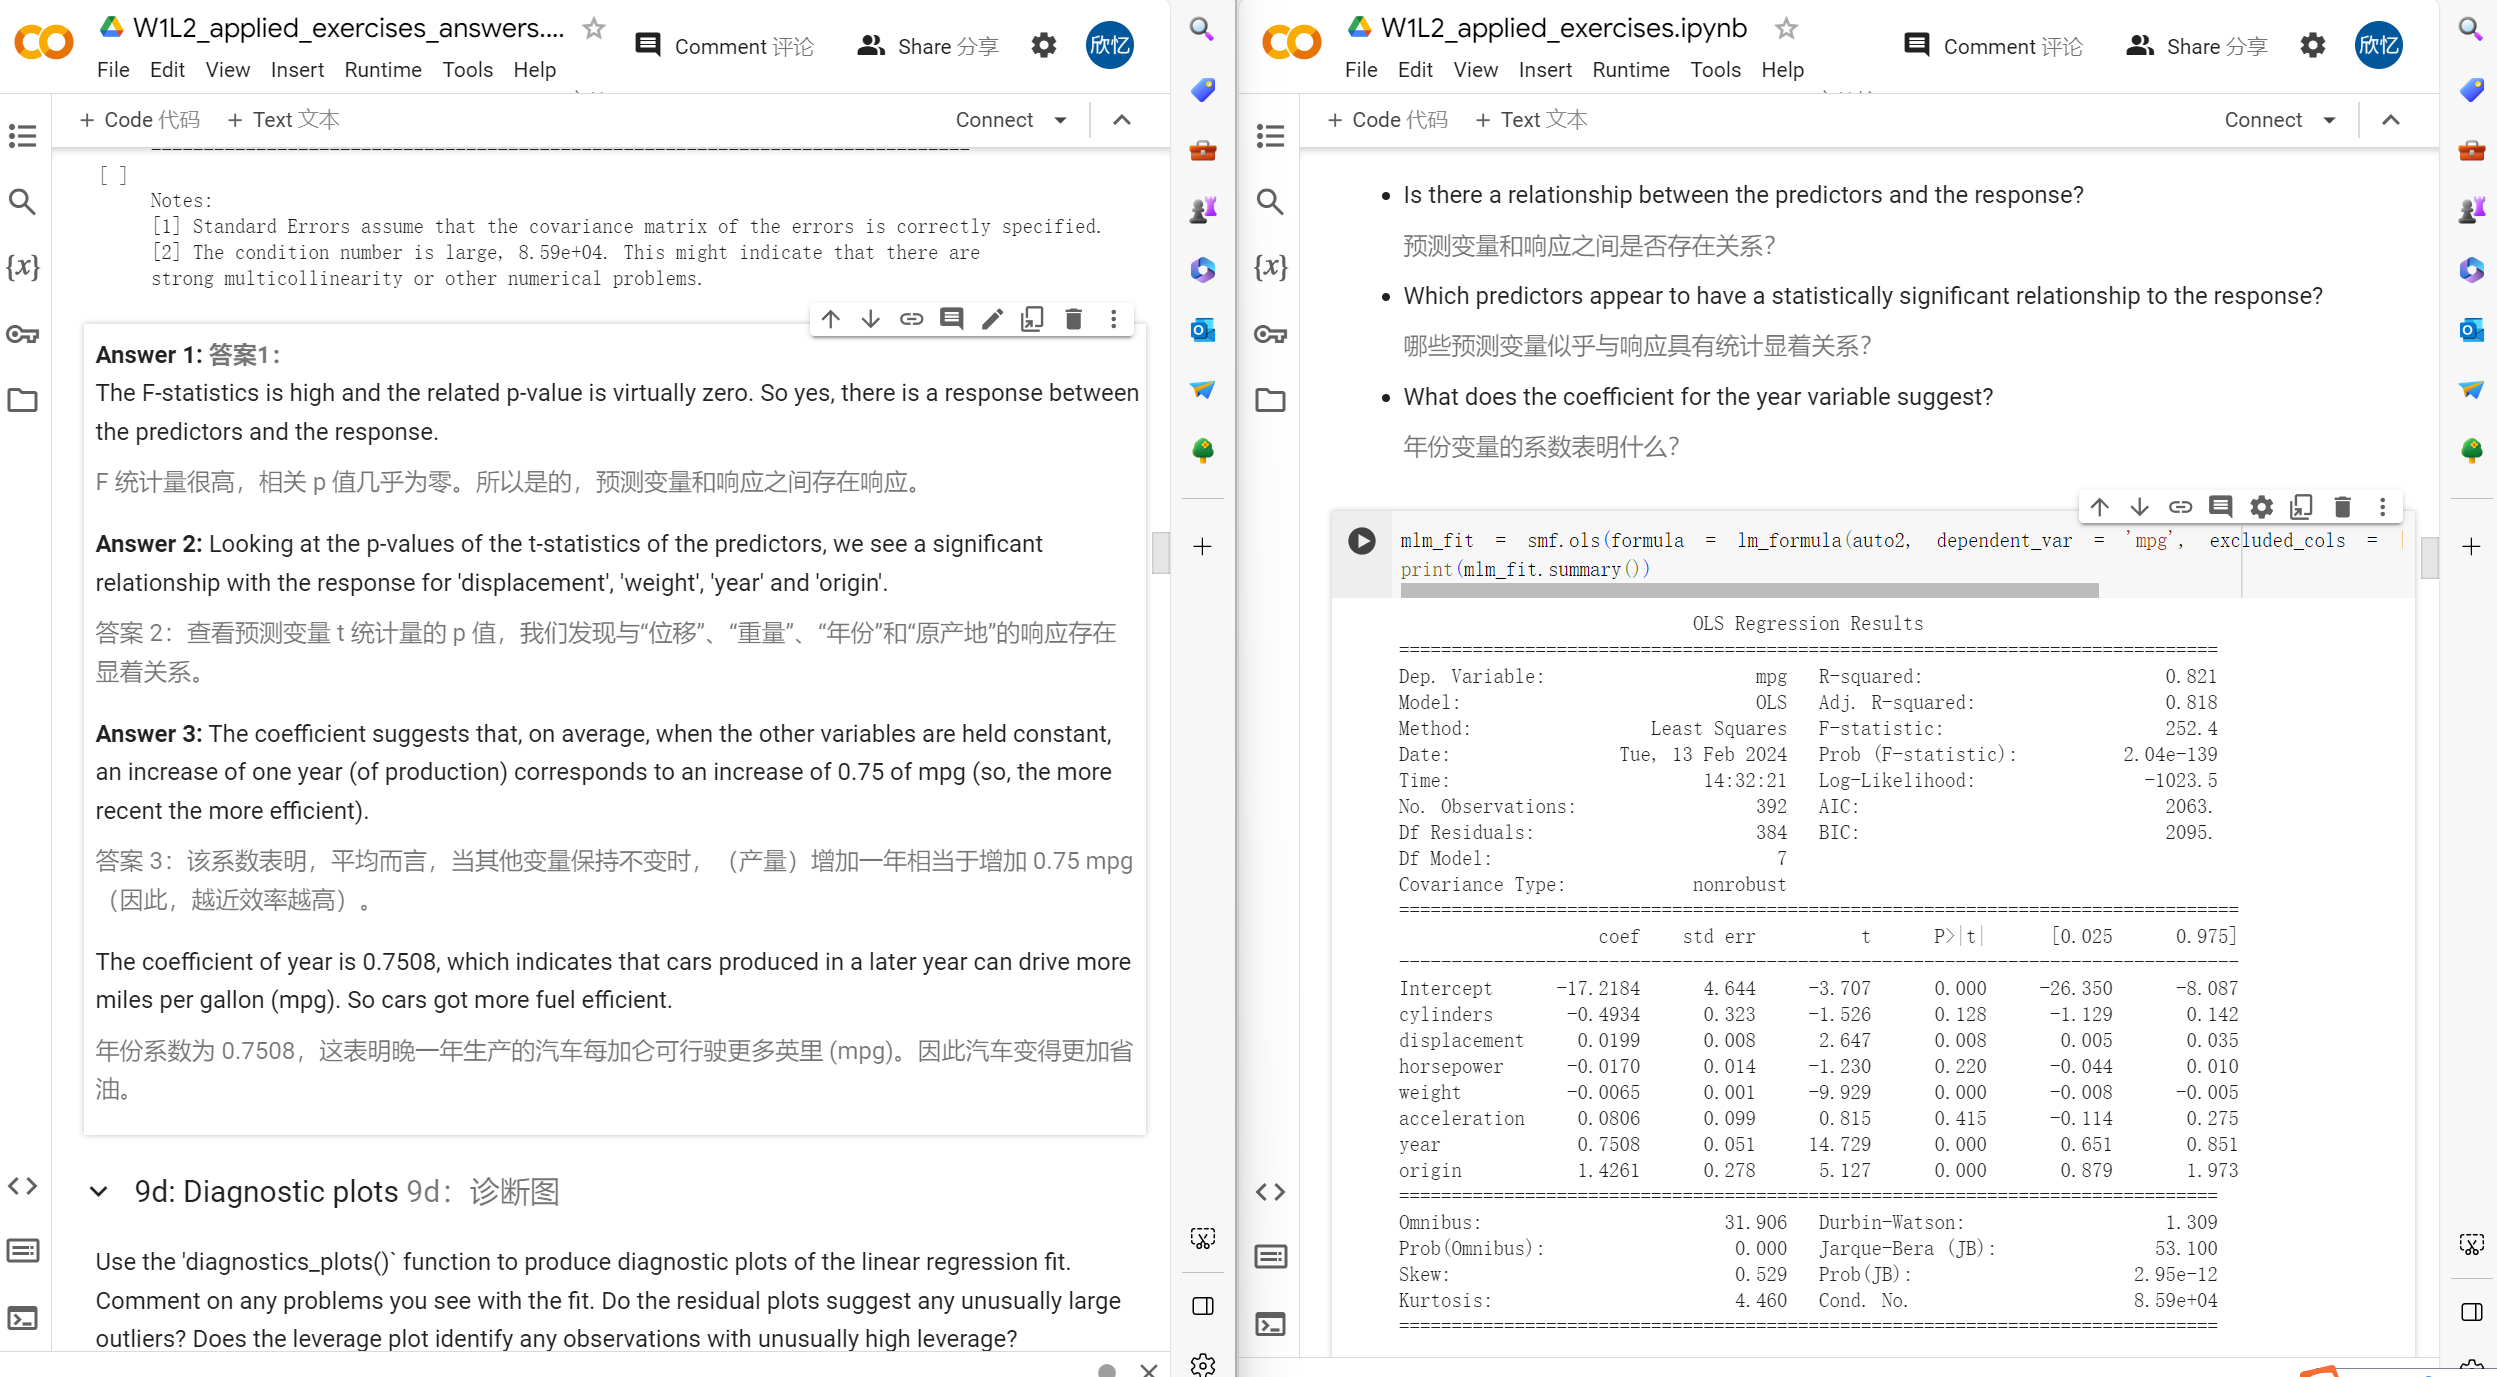 W1L2_applied_exercises_answers....
Comment 评论
Share 分享
欣忆
File Edit View Insert Runtime Tools Help
+ Code 代码 + Text 文本
Connect
[ ]
Notes:
[1] Standard Errors assume that the covariance matrix of the errors is correctly specified.
[2] The condition number is large, 8.59e+04. This might indicate that there are
strong multicollinearity or other numerical problems.
Answer 1: 答案1：
The F-statistics is high and the related p-value is virtually zero. So yes, there is a response between
the predictors and the response.
F 统计量很高，相关 p 值几乎为零。所以是的，预测变量和响应之间存在响应。
Answer 2: Looking at the p-values of the t-statistics of the predictors, we see a significant
relationship with the response for 'displacement', 'weight', 'year' and 'origin'.
答案 2：查看预测变量 t 统计量的 p 值，我们发现与“位移”、“重量”、“年份”和“原产地”的响应存在
显着关系。
Answer 3: The coefficient suggests that, on average, when the other variables are held constant,
an increase of one year (of production) corresponds to an increase of 0.75 of mpg (so, the more
recent the more efficient).
答案 3：该系数表明，平均而言，当其他变量保持不变时，（产量）增加一年相当于增加 0.75 mpg
（因此，越近效率越高）。
The coefficient of year is 0.7508, which indicates that cars produced in a later year can drive more
miles per gallon (mpg). So cars got more fuel efficient.
年份系数为 0.7508，这表明晚一年生产的汽车每加仑可行驶更多英里 (mpg)。因此汽车变得更加省
油。
9d: Diagnostic plots 9d：诊断图
Use the 'diagnostics_plots()` function to produce diagnostic plots of the linear regression fit.
Comment on any problems you see with the fit. Do the residual plots suggest any unusually large
outliers? Does the leverage plot identify any observations with unusually high leverage?
W1L2_applied_exercises.ipynb
Comment 评论
Share 分享
欣忆
File Edit View Insert Runtime Tools Help
+ Code 代码 + Text 文本
Connect
• Is there a relationship between the predictors and the response?
预测变量和响应之间是否存在关系？
• Which predictors appear to have a statistically significant relationship to the response?
哪些预测变量似乎与响应具有统计显着关系？
• What does the coefficient for the year variable suggest?
年份变量的系数表明什么？
mlm_fit = smf.ols(formula = lm_formula(auto2, dependent_var = 'mpg', excluded_cols = [
print(mlm_fit.summary())
OLS Regression Results
Dep. Variable: mpg R-squared: 0.821
Model: OLS Adj. R-squared: 0.818
Method: Least Squares F-statistic: 252.4
Date: Tue, 13 Feb 2024 Prob (F-statistic): 2.04e-139
Time: 14:32:21 Log-Likelihood: -1023.5
No. Observations: 392 AIC: 2063.
Df Residuals: 384 BIC: 2095.
Df Model: 7
Covariance Type: nonrobust
coef std err t P>|t| [0.025 0.975]
Intercept -17.2184 4.644 -3.707 0.000 -26.350 -8.087
cylinders -0.4934 0.323 -1.526 0.128 -1.129 0.142
displacement 0.0199 0.008 2.647 0.008 0.005 0.035
horsepower -0.0170 0.014 -1.230 0.220 -0.044 0.010
weight -0.0065 0.001 -9.929 0.000 -0.008 -0.005
acceleration 0.0806 0.099 0.815 0.415 -0.114 0.275
year 0.7508 0.051 14.729 0.000 0.651 0.851
origin 1.4261 0.278 5.127 0.000 0.879 1.973
Omnibus: 31.906 Durbin-Watson: 1.309
Prob(Omnibus): 0.000 Jarque-Bera (JB): 53.100
Skew: 0.529 Prob(JB): 2.95e-12
Kurtosis: 4.460 Cond. No. 8.59e+04